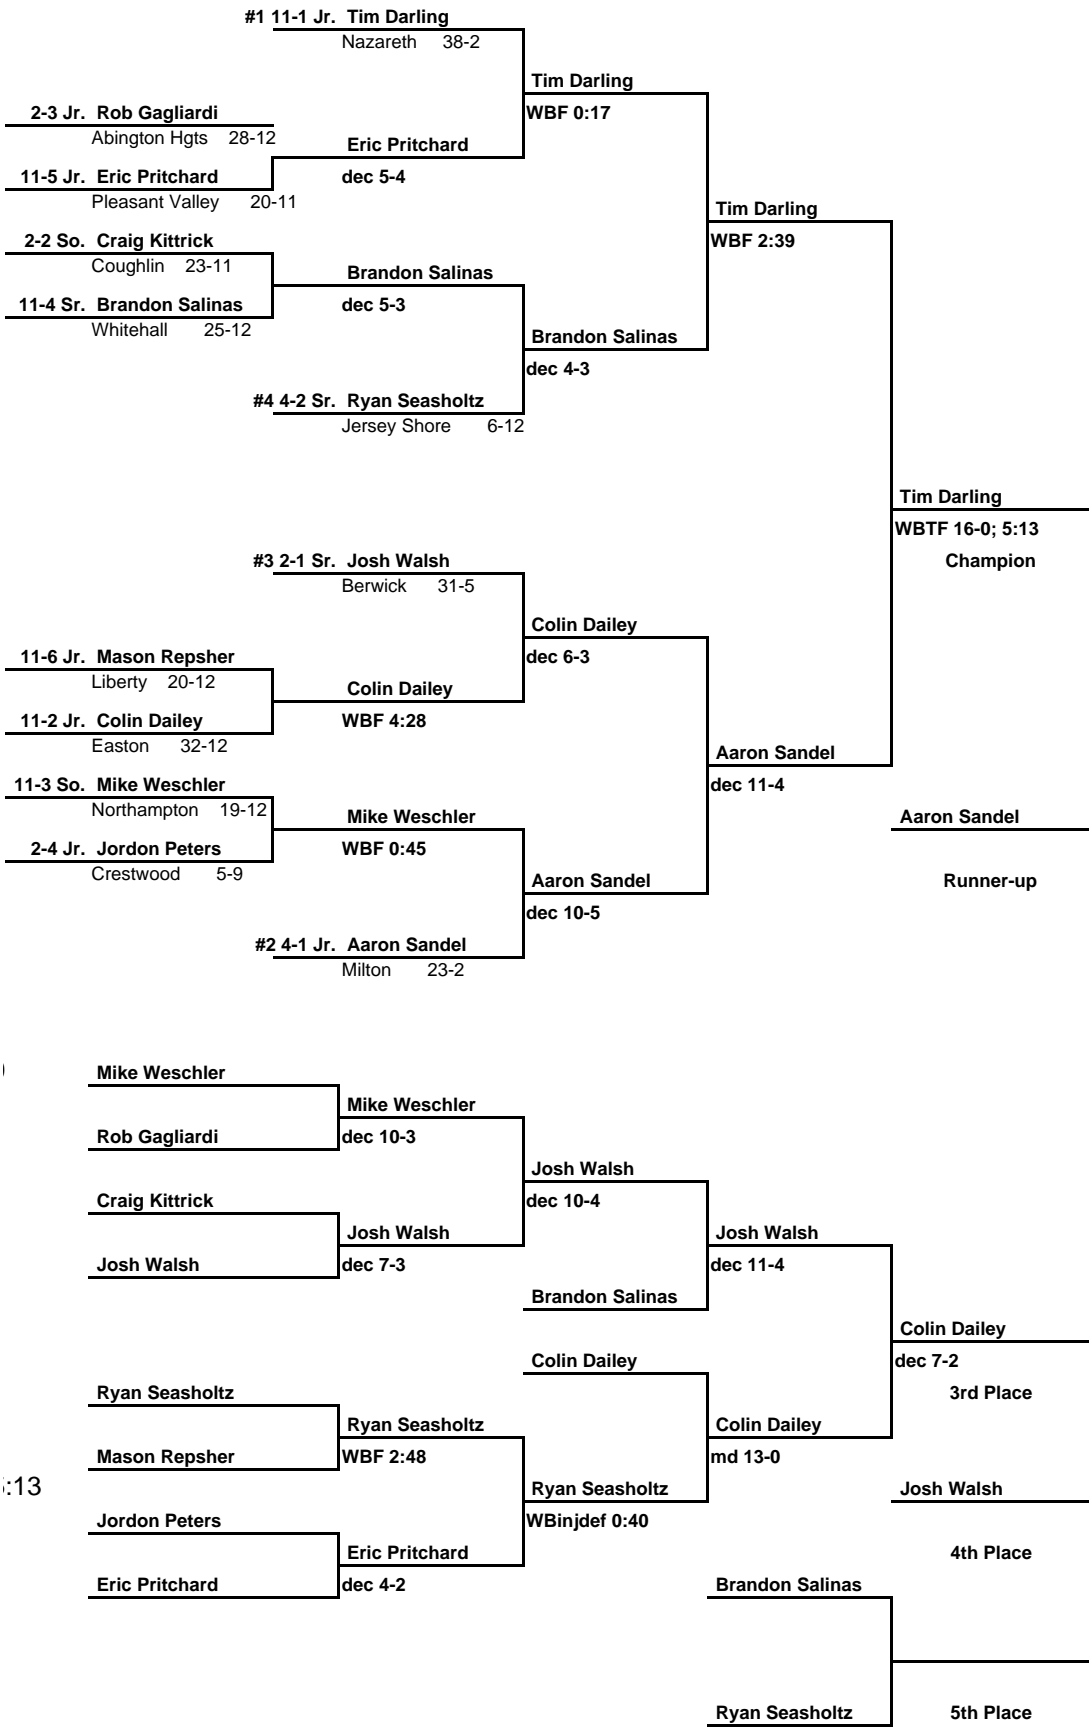 #1 11-1 Jr. Tim Darling
Nazareth 38-2
Tim Darling
2-3 Jr. Rob Gagliardi
WBF 0:17
Abington Hgts 28-12
Eric Pritchard
11-5 Jr. Eric Pritchard
dec 5-4
Pleasant Valley 20-11
Tim Darling
2-2 So. Craig Kittrick
WBF 2:39
Coughlin 23-11
Brandon Salinas
11-4 Sr. Brandon Salinas
dec 5-3
Whitehall 25-12
Brandon Salinas
dec 4-3
#4 4-2 Sr. Ryan Seasholtz
Jersey Shore 6-12
Tim Darling
WBTF 16-0; 5:13
Champion
#3 2-1 Sr. Josh Walsh
Berwick 31-5
Colin Dailey
dec 6-3
11-6 Jr. Mason Repsher
Liberty 20-12
Colin Dailey
11-2 Jr. Colin Dailey
WBF 4:28
Easton 32-12
Aaron Sandel
11-3 So. Mike Weschler
dec 11-4
Northampton 19-12
Mike Weschler
Aaron Sandel
2-4 Jr. Jordon Peters
WBF 0:45
Crestwood 5-9
Aaron Sandel
Runner-up
dec 10-5
#2 4-1 Jr. Aaron Sandel
Milton 23-2
Mike Weschler
Mike Weschler
Rob Gagliardi
dec 10-3
Josh Walsh
Craig Kittrick
dec 10-4
Josh Walsh
Josh Walsh
Josh Walsh
dec 7-3
dec 11-4
Brandon Salinas
Colin Dailey
Colin Dailey
dec 7-2
Ryan Seasholtz
3rd Place
Ryan Seasholtz
Colin Dailey
Mason Repsher
WBF 2:48
md 13-0
:13
Ryan Seasholtz
Josh Walsh
Jordon Peters
WBinjdef 0:40
Eric Pritchard
4th Place
Eric Pritchard
dec 4-2
Brandon Salinas
Ryan Seasholtz
5th Place